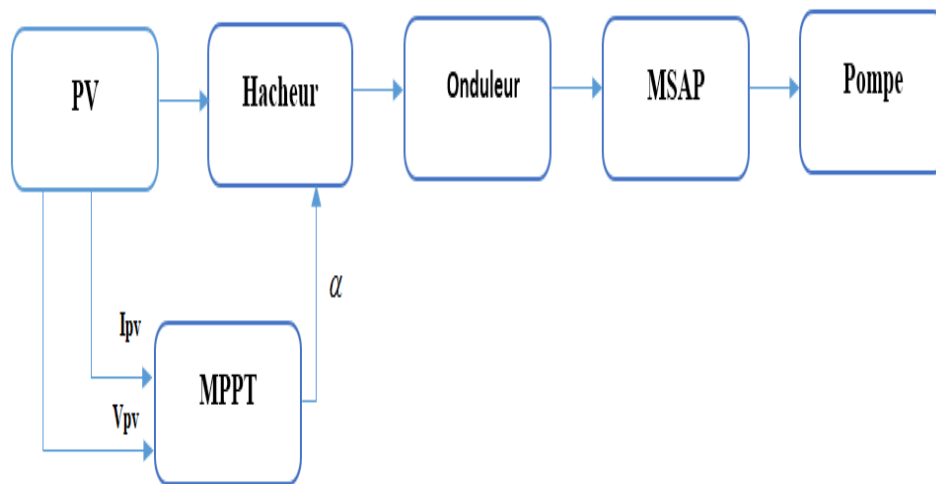 PV
Hacheur
Onduleur
MSAP
Pompe
α
Ipv
MPPT
Vpv